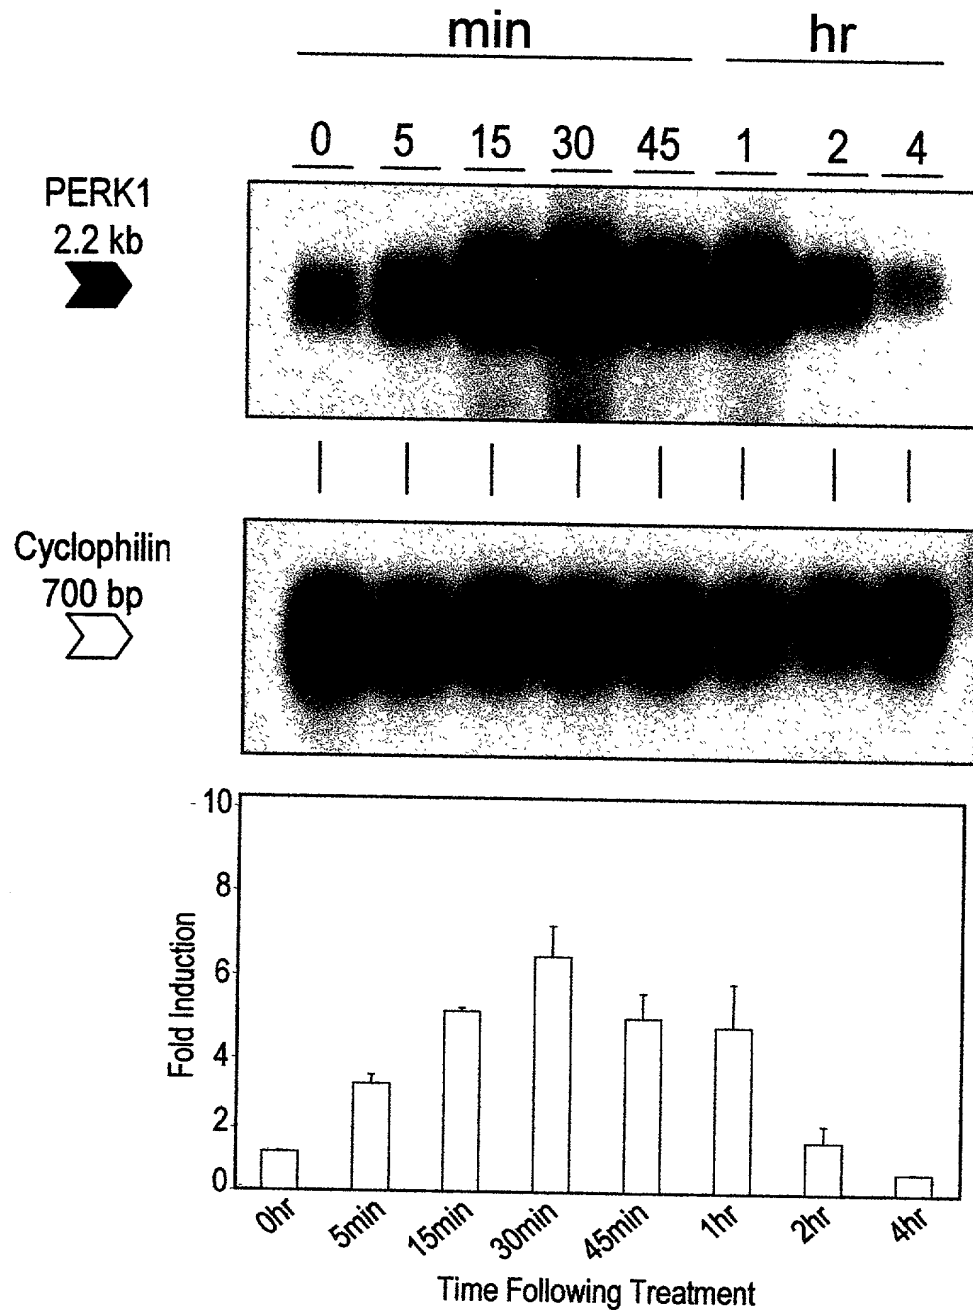 min hr
0 5 15 30 45 1 2 4
PERK1
2.2 kb
Cyclophilin
700 bp
10
8
6
4
2
0
Fold Induction
0hr 5min 15min 30min 45min 1hr 2hr 4hr
Time Following Treatment